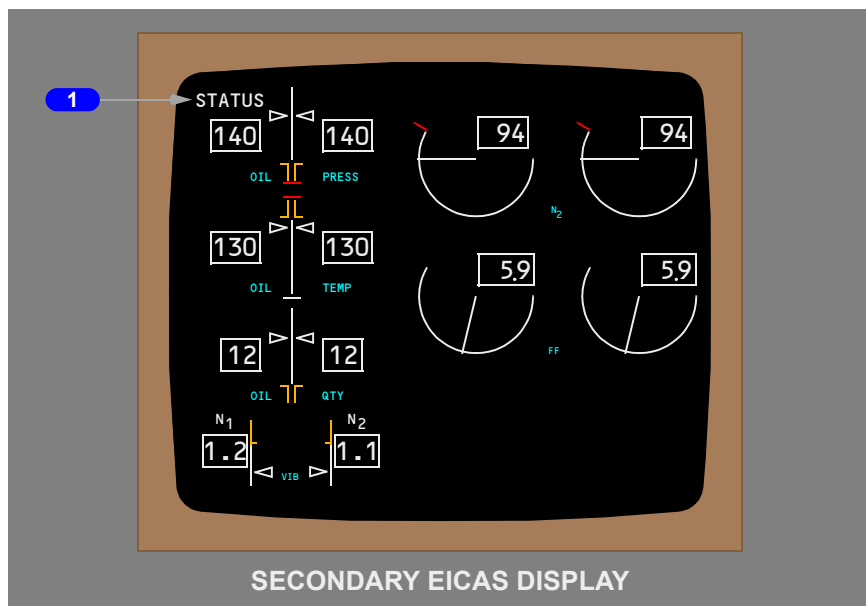 1
STATUS
140 140
OIL PRESS
130 130
OIL TEMP
12 12
OIL QTY
N1 N2
1.2 1.1
VIB
94 94
N2
5.9 5.9
FF
SECONDARY EICAS DISPLAY